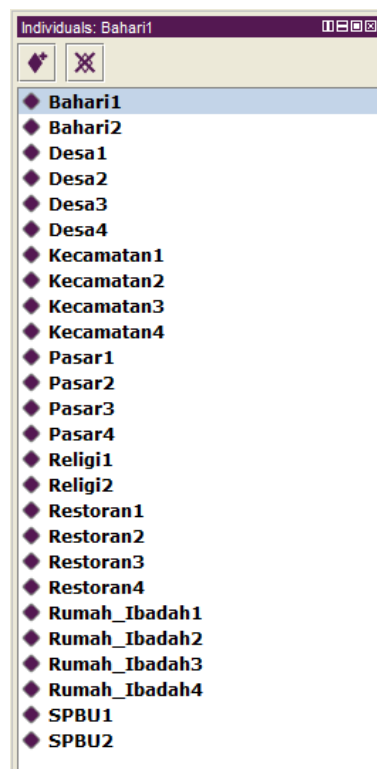 Individuals: Bahari1
Bahari1
Bahari2
Desa1
Desa2
Desa3
Desa4
Kecamatan1
Kecamatan2
Kecamatan3
Kecamatan4
Pasar1
Pasar2
Pasar3
Pasar4
Religi1
Religi2
Restoran1
Restoran2
Restoran3
Restoran4
Rumah_Ibadah1
Rumah_Ibadah2
Rumah_Ibadah3
Rumah_Ibadah4
SPBU1
SPBU2